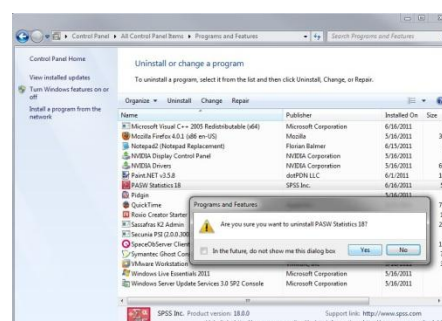 Control Panel ▸ All Control Panel Items ▸ Programs and Features
Search Programs and Features
Control Panel Home
View installed updates
Turn Windows features on or off
Install a program from the network
Uninstall or change a program
To uninstall a program, select it from the list and then click Uninstall, Change, or Repair.
Organize Uninstall Change Repair
Name Publisher Installed On Size
Microsoft Visual C++ 2005 Redistributable (x64) Microsoft Corporation 6/16/2011
Mozilla Firefox 4.0.1 (x86 en-US) Mozilla 5/16/2011
Notepad2 (Notepad Replacement) Florian Balmer 6/15/2011
NVIDIA Display Control Panel NVIDIA Corporation 5/16/2011
NVIDIA Drivers NVIDIA Corporation 5/16/2011
Paint.NET v3.5.8 dotPDN LLC 6/1/2011
PASW Statistics 18 SPSS Inc. 6/16/2011
Pidgin 5/16/2011
QuickTime
Roxio Creator Starter
Sassafras K2 Admin
Secunia PSI (2.0.0.300
SpaceObServer Client
Symantec Ghost Con
VMware Workstation
Windows Live Essentials 2011 Microsoft Corporation 5/16/2011
Windows Server Update Services 3.0 SP2 Console Microsoft Corporation 5/16/2011
Programs and Features
Are you sure you want to uninstall PASW Statistics 18?
In the future, do not show me this dialog box
Yes No
SPSS Inc. Product version: 18.0.0
Support link: http://www.spss.com